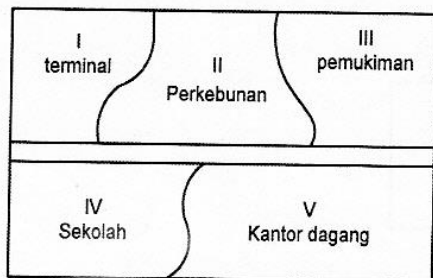 I
terminal
II
Perkebunan
III
pemukiman
IV
Sekolah
V
Kantor dagang